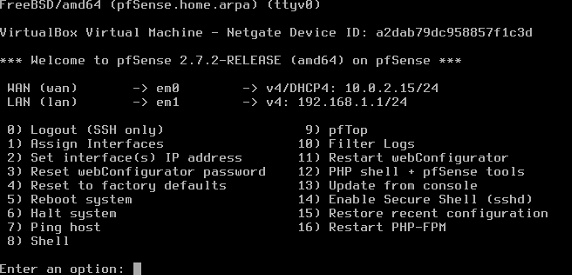 FreeBSD/amd64 (pfSense.home.arpa) (ttyv0)
VirtualBox Virtual Machine - Netgate Device ID: a2dab79dc958857f1c3d
*** Welcome to pfSense 2.7.2-RELEASE (amd64) on pfSense ***
WAN (wan) -> em0 -> v4/DHCP4: 10.0.2.15/24
LAN (lan) -> em1 -> v4: 192.168.1.1/24
0) Logout (SSH only) 9) pfTop
1) Assign Interfaces 10) Filter Logs
2) Set interface(s) IP address 11) Restart webConfigurator
3) Reset webConfigurator password 12) PHP shell + pfSense tools
4) Reset to factory defaults 13) Update from console
5) Reboot system 14) Enable Secure Shell (sshd)
6) Halt system 15) Restore recent configuration
7) Ping host 16) Restart PHP-FPM
8) Shell
Enter an option: